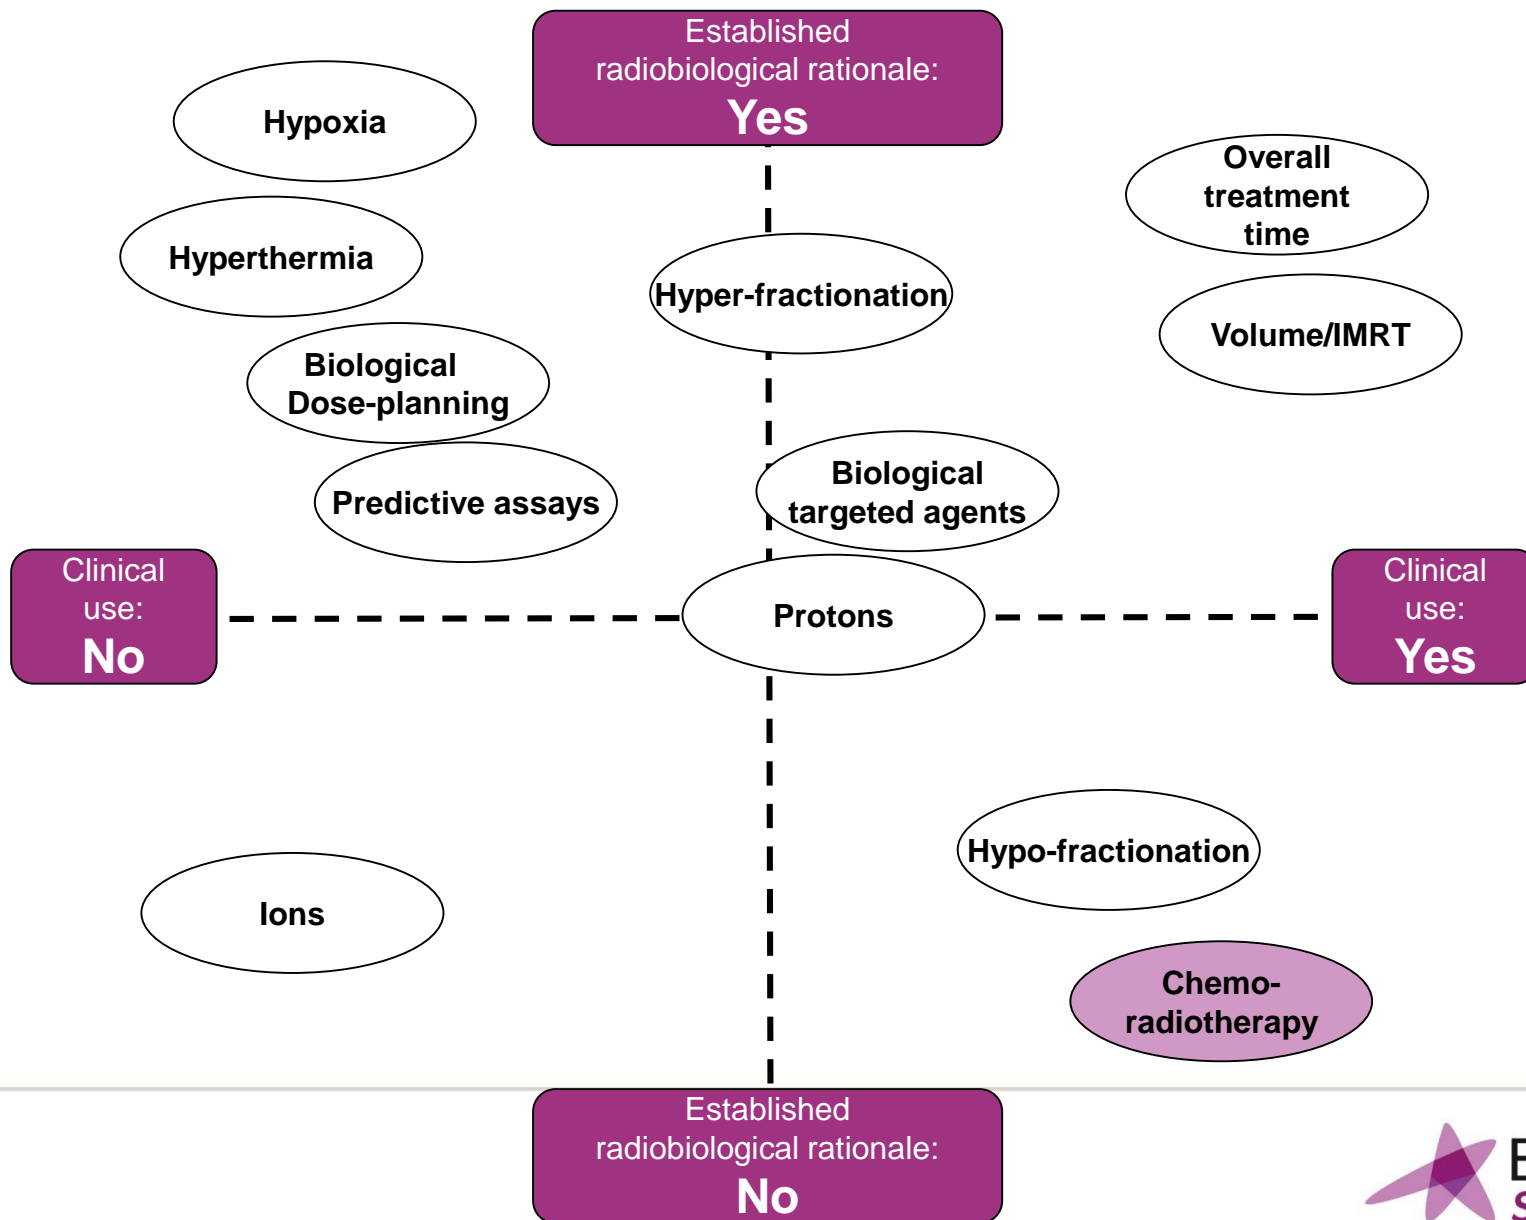 Established
radiobiological rationale:
Yes
Hypoxia
Overall
treatment
time
Hyperthermia
Hyper-fractionation
Volume/IMRT
Biological
Dose-planning
Predictive assays
Biological
targeted agents
Clinical
use:
No
Protons
Clinical
use:
Yes
Hypo-fractionation
Ions
Chemo-
radiotherapy
Established
radiobiological rationale:
No